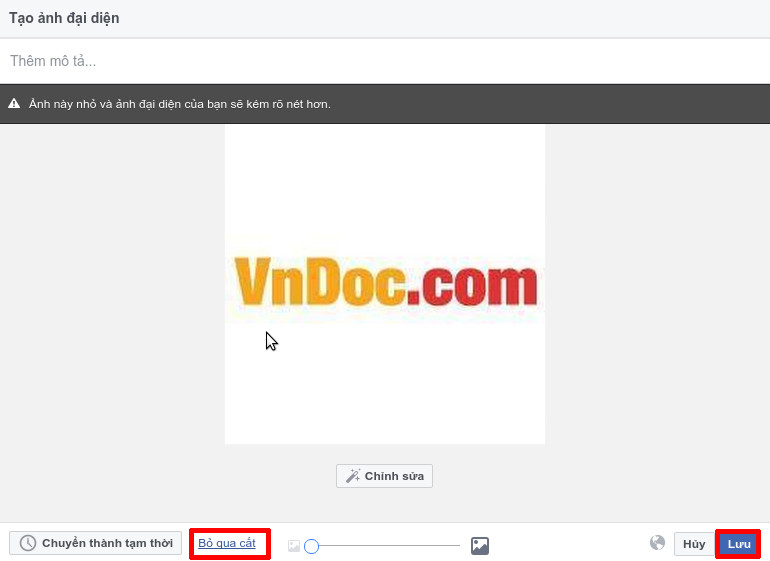 Tạo ảnh đại diện
Thêm mô tả...
Ảnh này nhỏ và ảnh đại diện của bạn sẽ kém rõ nét hơn.
VnDoc.com
Chỉnh sửa
Chuyển thành tạm thời
Bỏ qua cắt
Hủy
Lưu